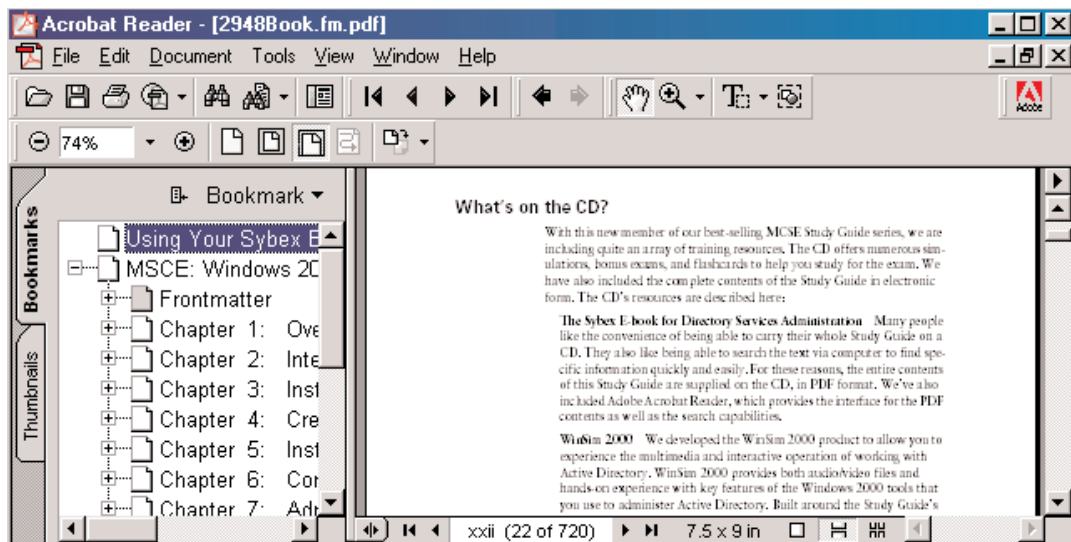 Acrobat Reader - [2948Book.fm.pdf]
File Edit Document Tools View Window Help
Adobe
74%
Bookmarks
Thumbnails
Bookmark
Using Your Sybex E
MSCE: Windows 20
Frontmatter
Chapter 1: Ove
Chapter 2: Inte
Chapter 3: Inst
Chapter 4: Cre
Chapter 5: Inst
Chapter 6: Cor
Chapter 7: Adr
What's on the CD?
With this new member of our best-selling MCSE Study Guide series, we are
including quite an array of training resources. The CD offers numerous sim-
ulations, bonus exams, and flashcards to help you study for the exam. We
have also included the complete contents of the Study Guide in electronic
form. The CD's resources are described here:
The Sybex E-book for Directory Services Administration Many people
like the convenience of being able to carry their whole Study Guide on a
CD. They also like being able to search the text via computer to find spe-
cific information quickly and easily. For these reasons, the entire contents
of this Study Guide are supplied on the CD, in PDF format. We've also
included Adobe Acrobat Reader, which provides the interface for the PDF
contents as well as the search capabilities.
WinSim 2000 We developed the WinSim 2000 product to allow you to
experience the multimedia and interactive operation of working with
Active Directory. WinSim 2000 provides both audio/video files and
hands-on experience with key features of the Windows 2000 tools that
you use to administer Active Directory. Built around the Study Guide's
xxii (22 of 720) 7.5 x 9 in